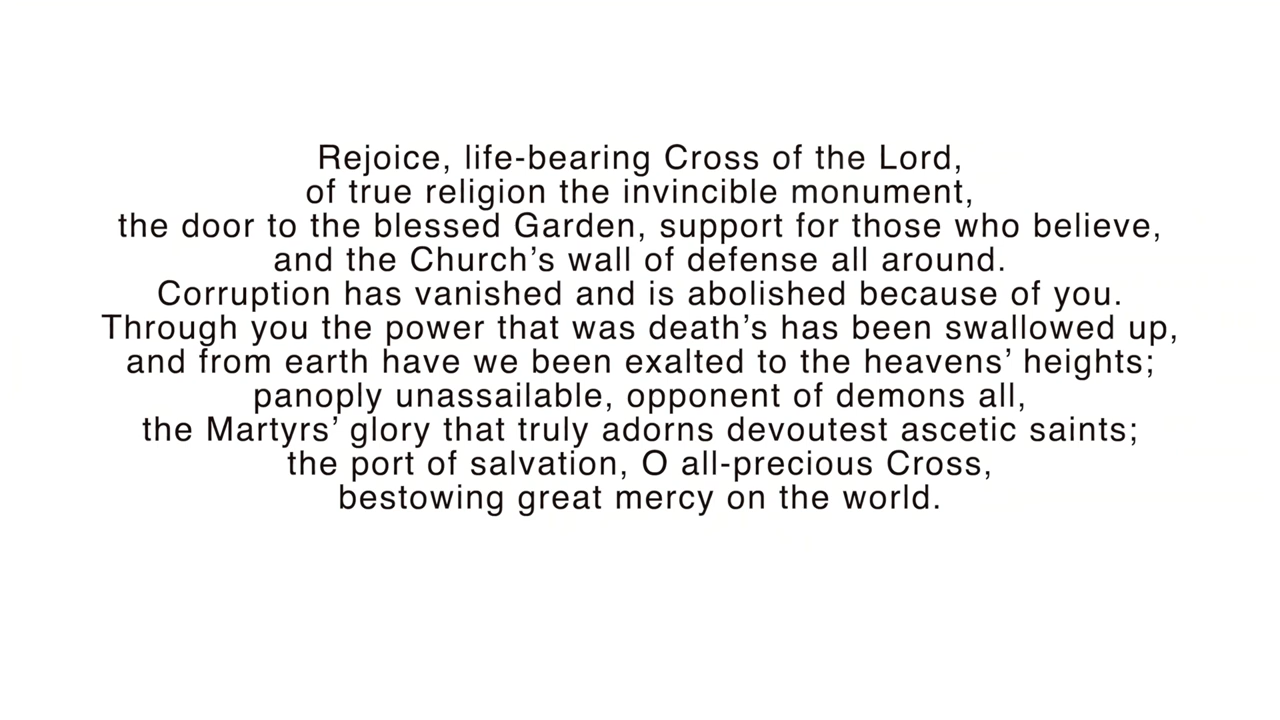 Rejoice, life-bearing Cross of the Lord,
of true religion the invincible monument,
the door to the blessed Garden, support for those who believe,
and the Church’s wall of defense all around.
Corruption has vanished and is abolished because of you.
Through you the power that was death’s has been swallowed up,
and from earth have we been exalted to the heavens’ heights;
panoply unassailable, opponent of demons all,
the Martyrs’ glory that truly adorns devoutest ascetic saints;
the port of salvation, O all-precious Cross,
bestowing great mercy on the world.